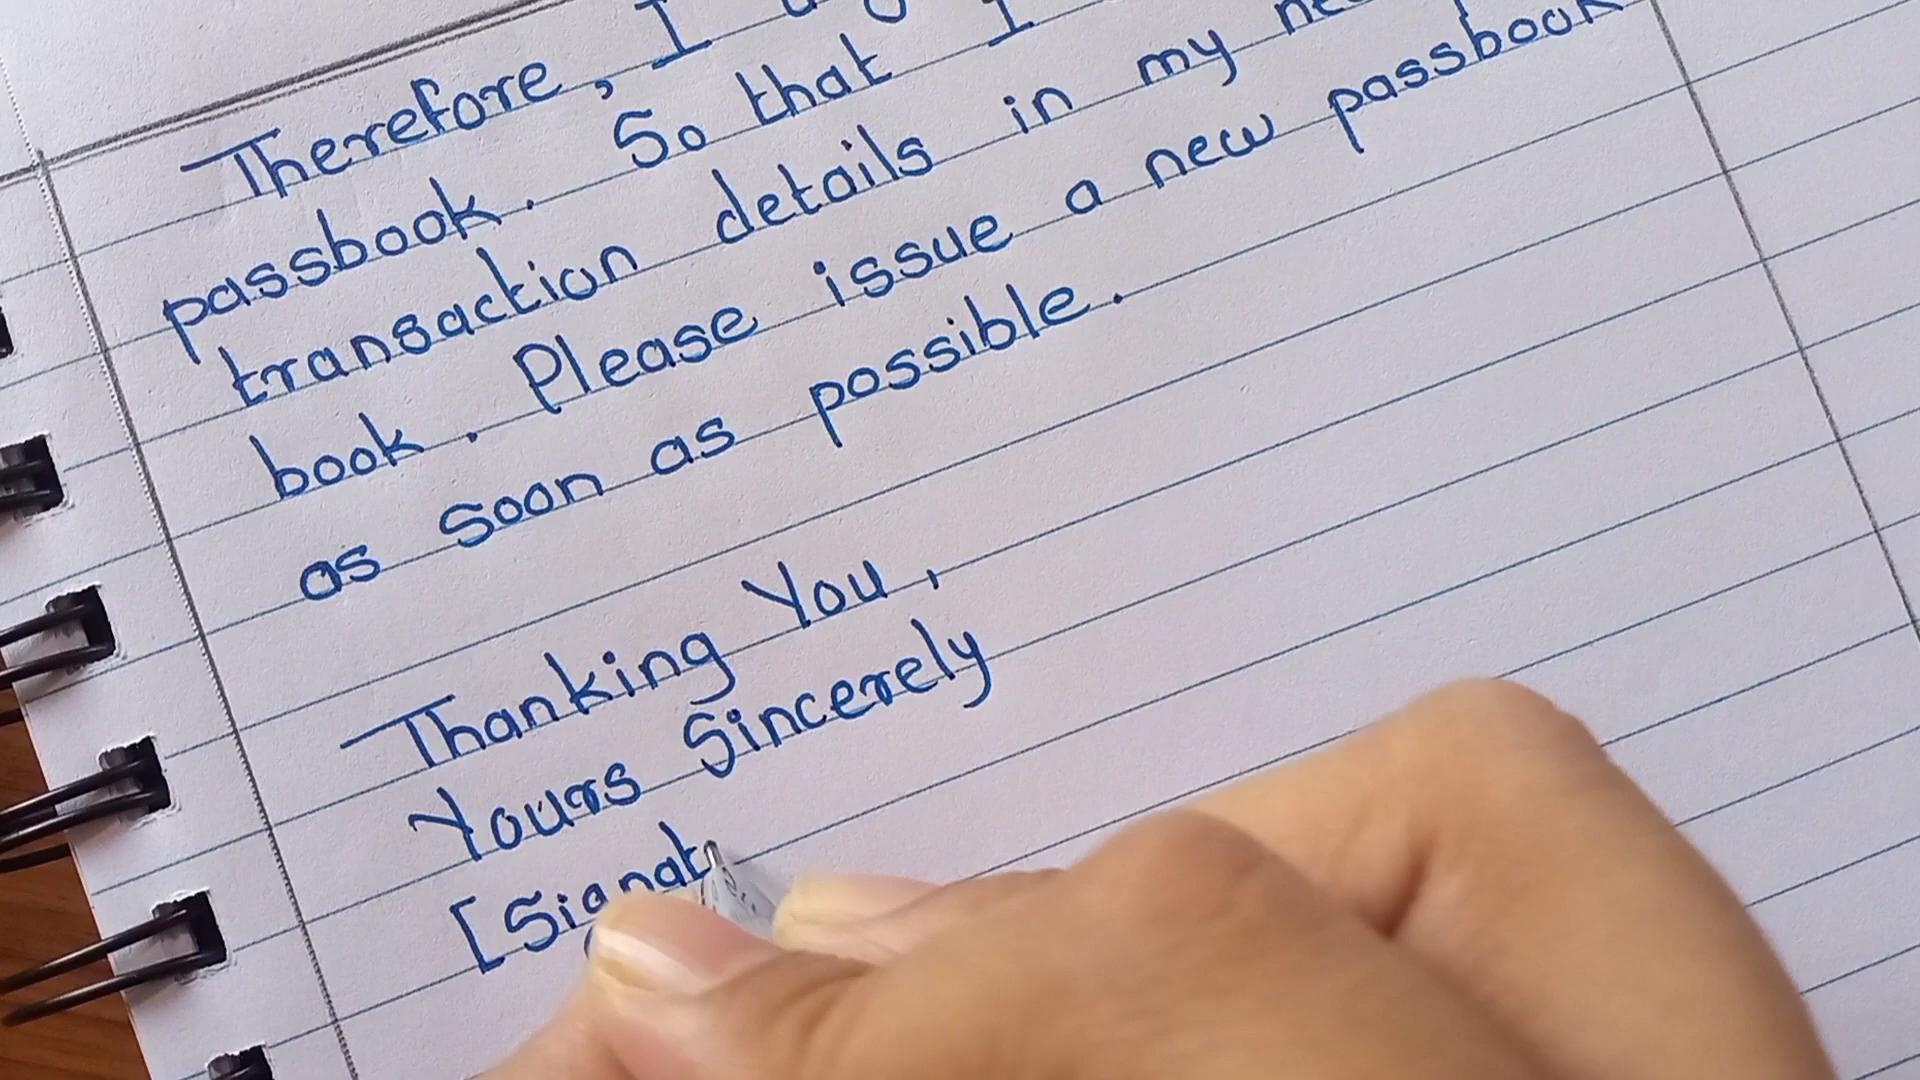 Therefore, I
passbook. So that I
transaction details in my
book. Please issue a new passbook
as soon as possible.
Thanking You,
Yours Sincerely
[Signat